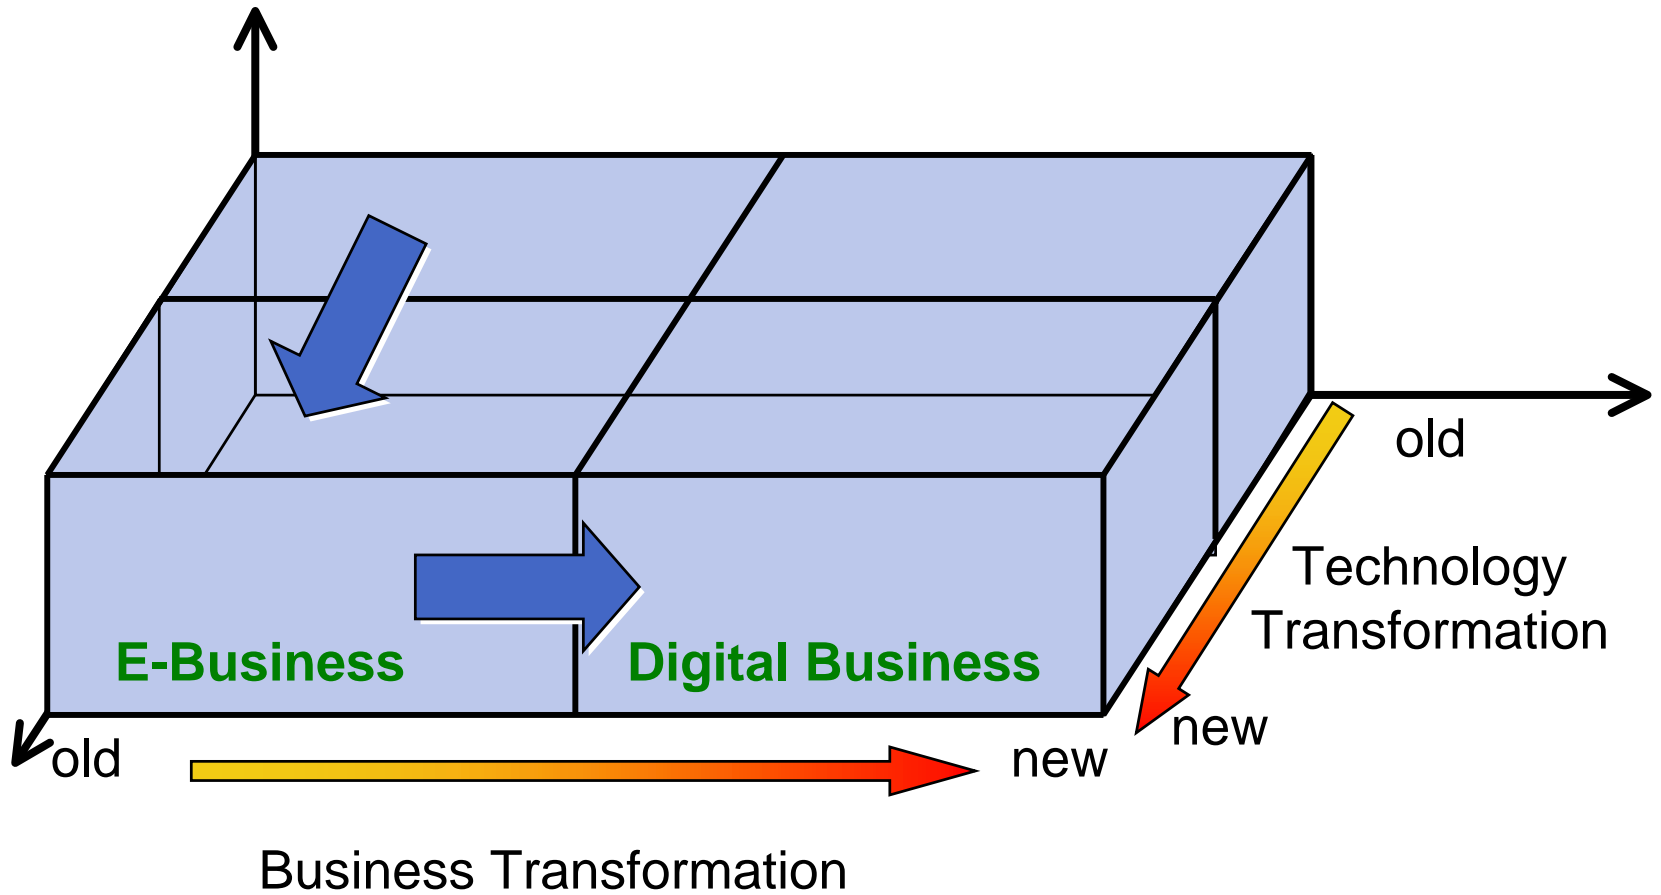 old
Technology
Transformation
E-Business
Digital Business
new
old
new
Business Transformation